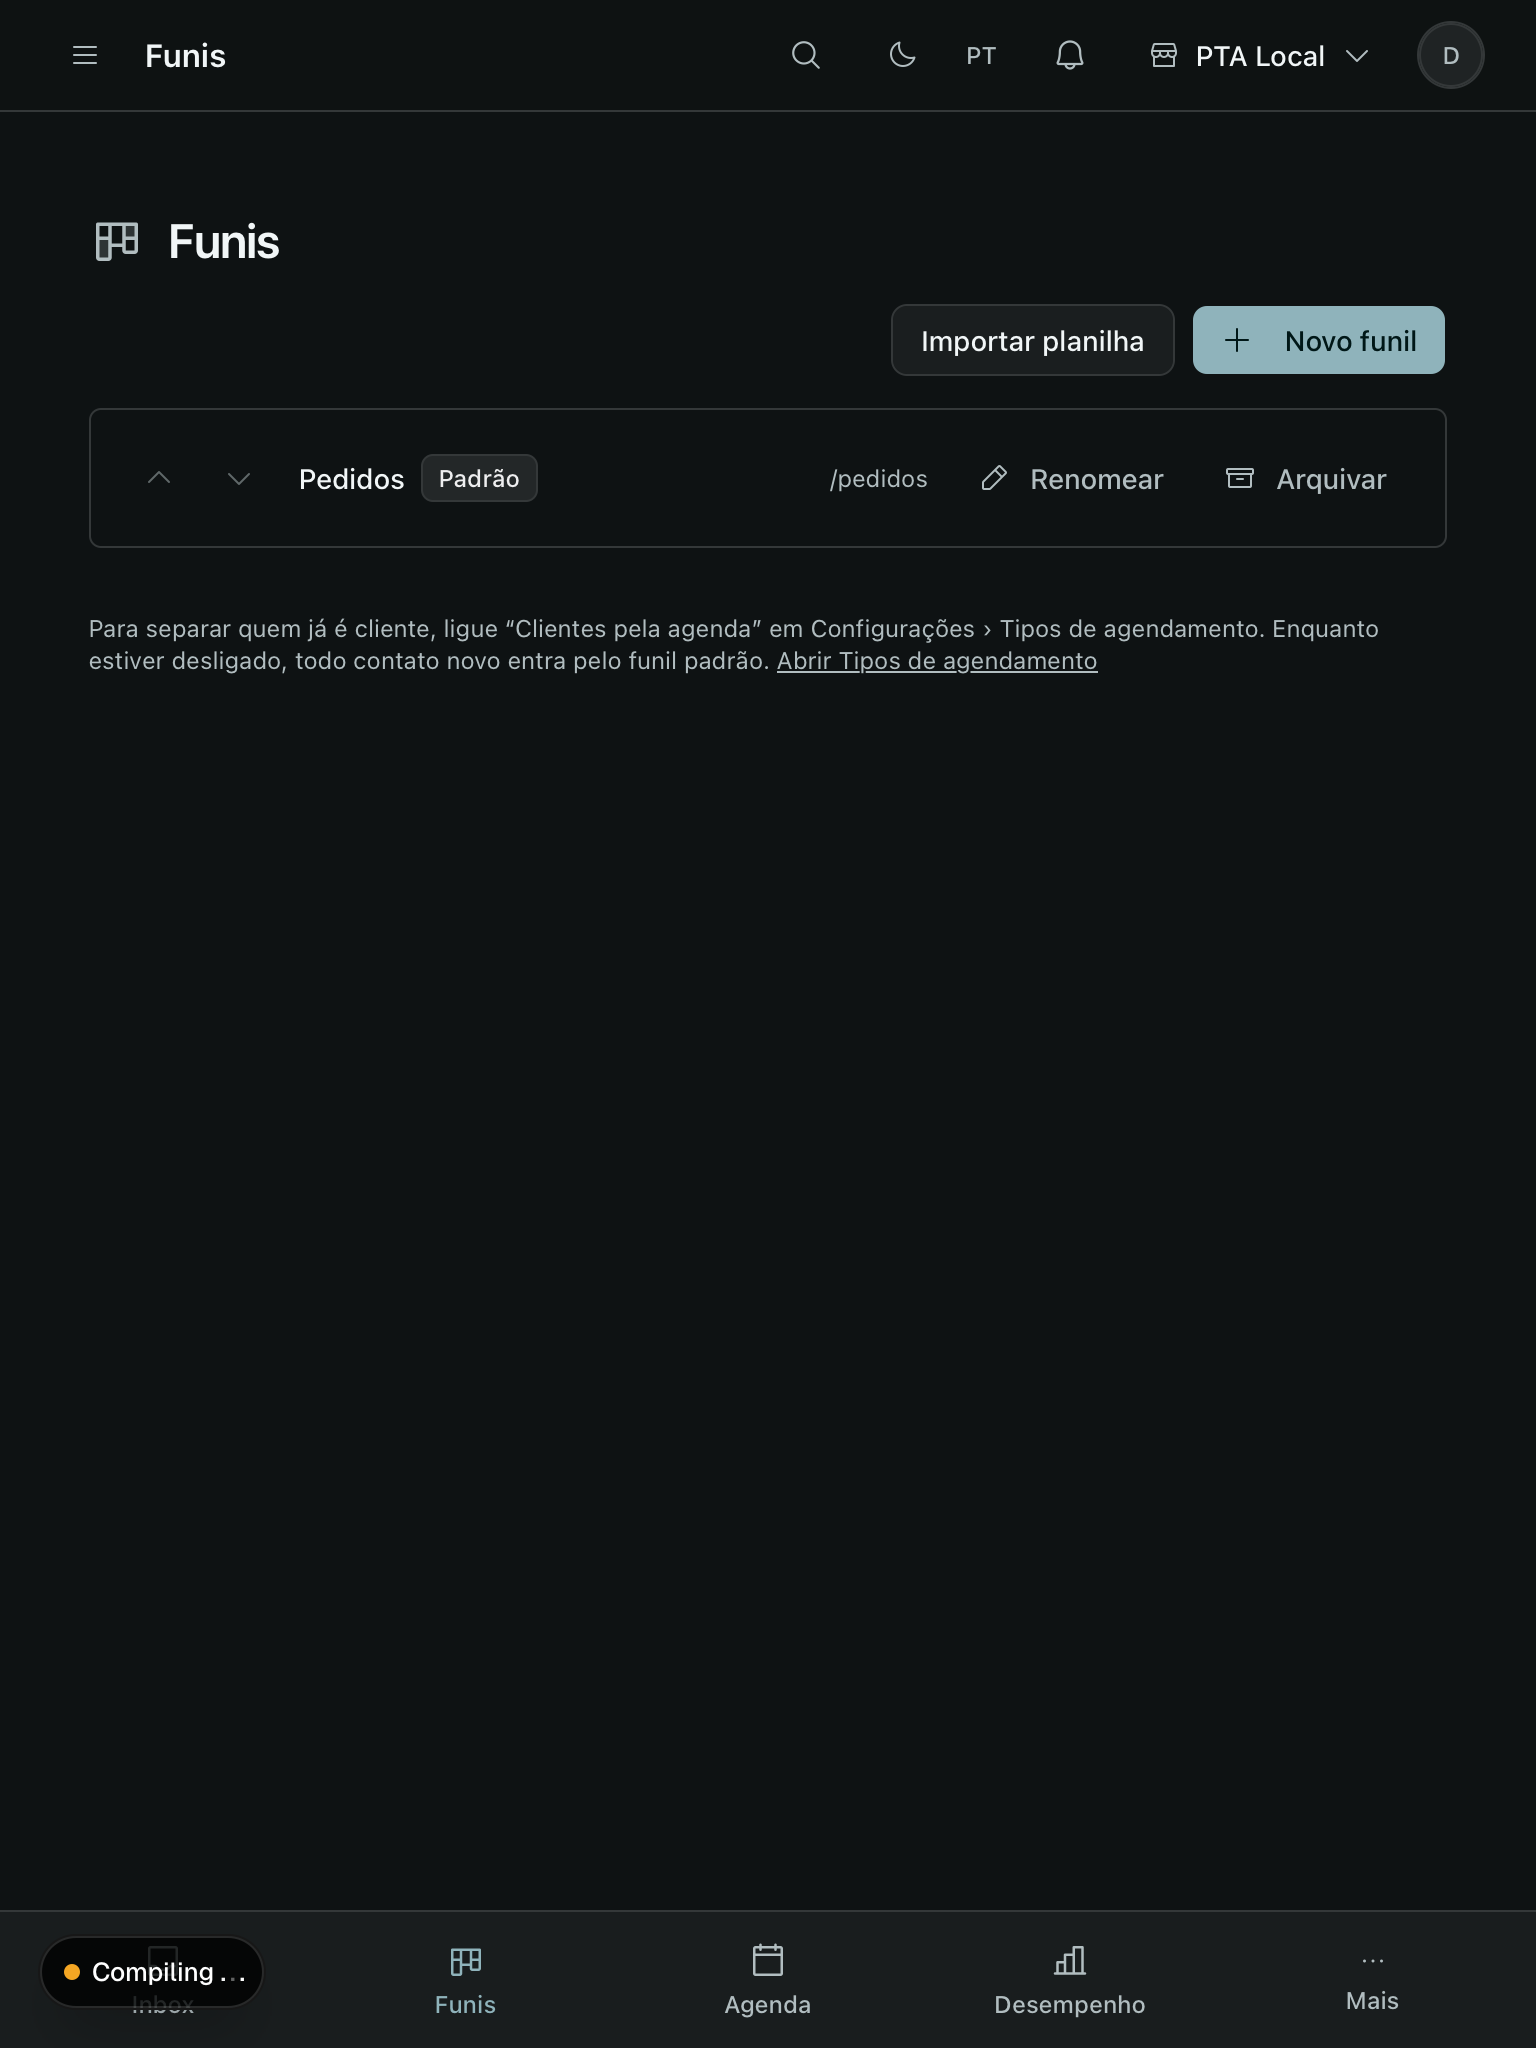 Funis
PT
PTA Local
D
Funis
Importar planilha
Novo funil
Pedidos
Padrão
/pedidos
Renomear
Arquivar
Para separar quem já é cliente, ligue “Clientes pela agenda” em Configurações › Tipos de agendamento. Enquanto
estiver desligado, todo contato novo entra pelo funil padrão. Abrir Tipos de agendamento
Compiling ...
Inbox
Funis
Agenda
Desempenho
Mais